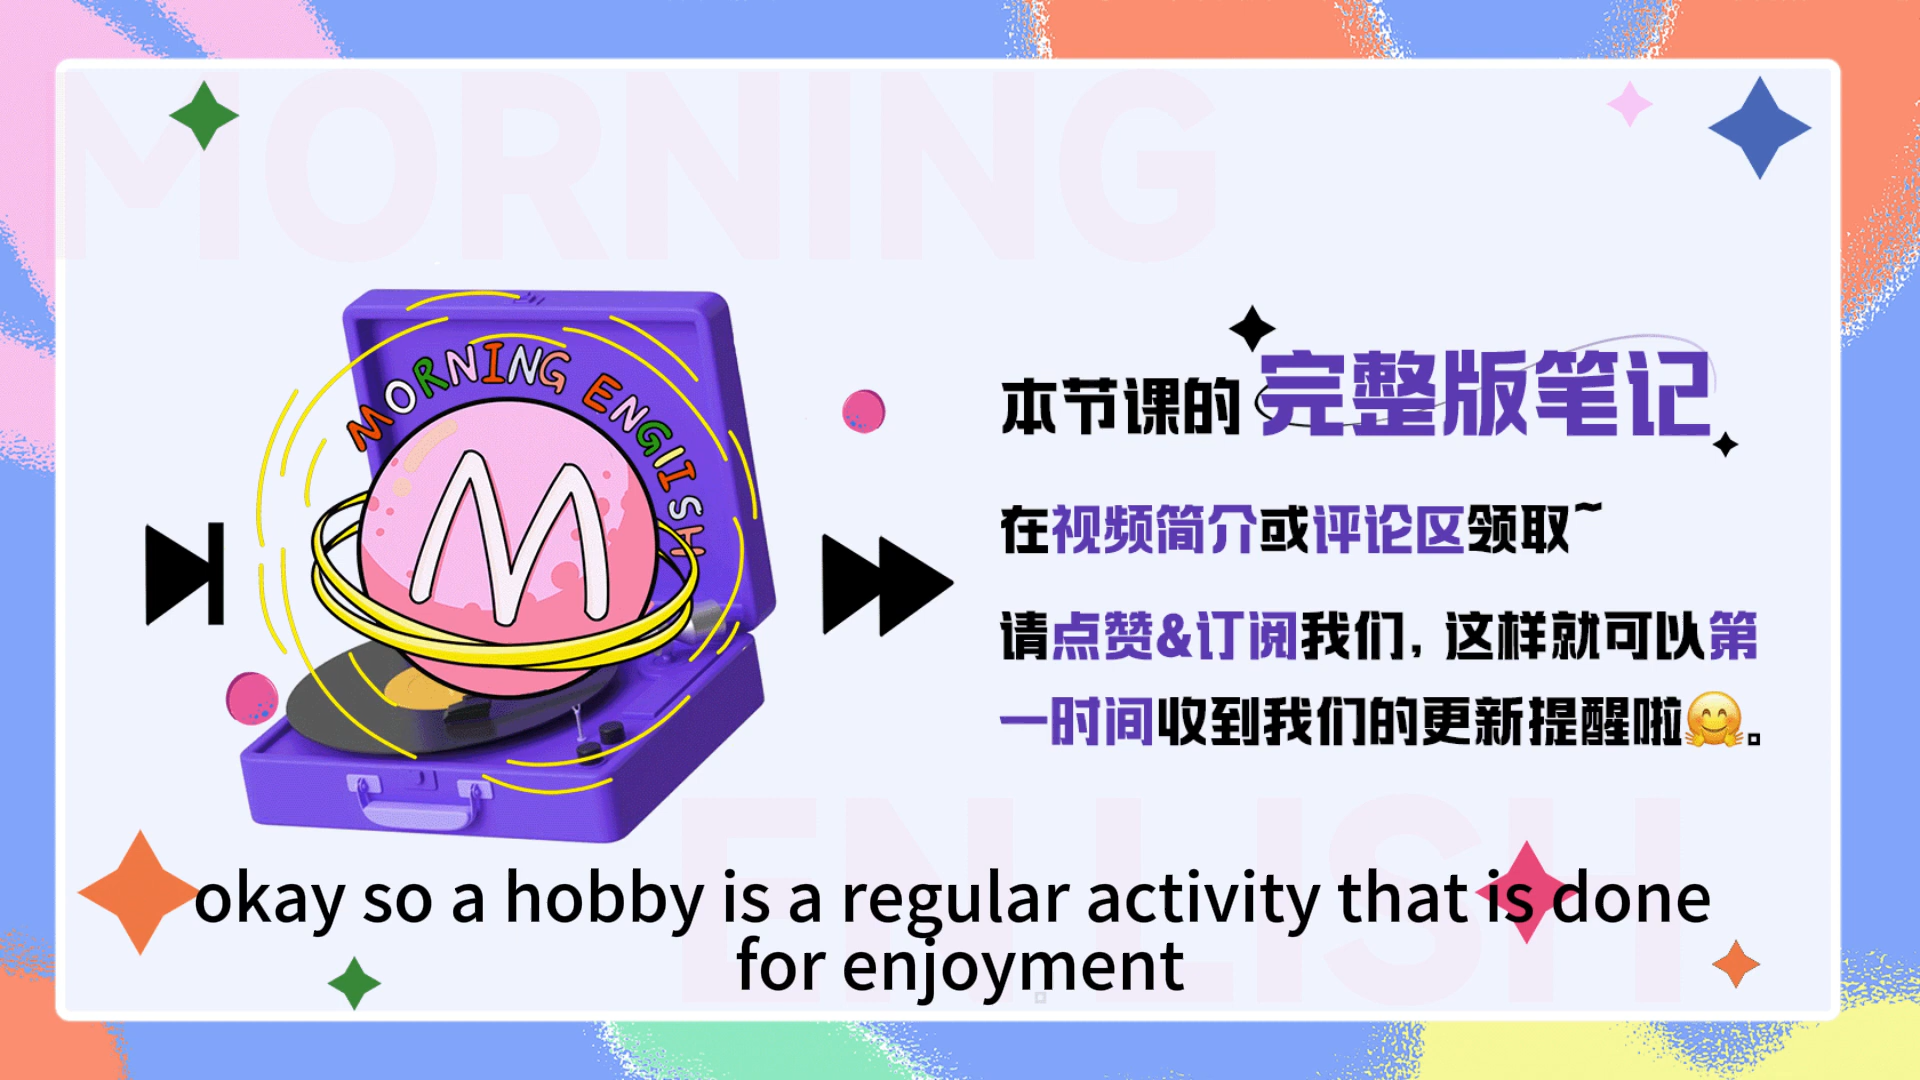 MORNING
MORNING ENGLISH
M
本节课的完整版笔记
在视频简介或评论区领取~
请点赞&订阅我们, 这样就可以第
一时间收到我们的更新提醒啦🤗。
okay so a hobby is a regular activity that is done
for enjoyment